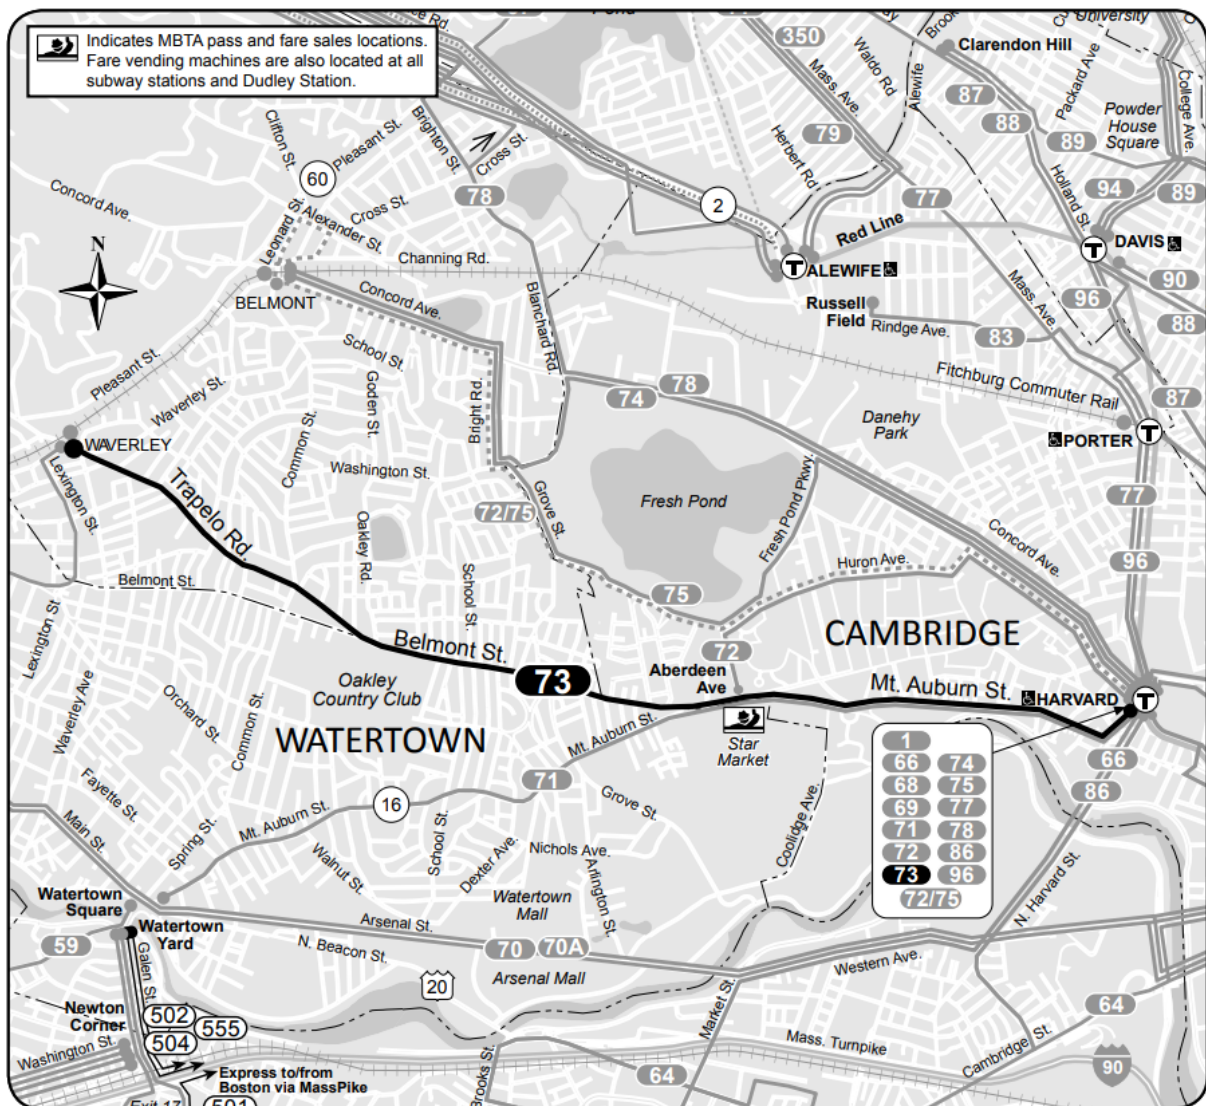 Indicates MBTA pass and fare sales locations.
Fare vending machines are also located at all
subway stations and Dudley Station.
Pond
University
350
Clarendon Hill
Waldo Rd
Alewife
Packard Ave
College Ave.
Mass. Ave.
87
88
79
89
Powder
House
Square
Clifton St.
Pleasant St.
Brighton St.
Cross St.
Herbert Rd
60
Concord Ave.
Leonard St.
Alexander St.
Cross St.
78
2
77
Red Line
Holland St.
94
89
N
Channing Rd.
T
ALEWIFE
T
DAVIS
BELMONT
Concord Ave.
Blanchard Rd.
Russell
Field
Rindge Ave.
Mass. Ave.
96
90
88
83
School St.
Pleasant St.
Waverley St.
Goden St.
Bright Rd.
74
78
Fitchburg Commuter Rail
87
Common St.
Danehy
Park
PORTER
T
WAVERLEY
Lexington St.
Washington St.
Trapelo Rd.
72/75
Grove St.
Fresh Pond
Fresh Pond Pkwy.
77
Oakley Rd.
Concord Ave.
Huron Ave.
96
Belmont St.
School St.
75
Lexington St.
Belmont St.
72
CAMBRIDGE
Aberdeen
Ave
Oakley
Country Club
73
Mt. Auburn St.
HARVARD
T
Waverley Ave
Orchard St.
Common St.
WATERTOWN
Mt. Auburn St.
Star
Market
1
66
74
68
75
69
77
71
78
72
86
73
96
72/75
66
86
Fayette St.
71
16
Grove St.
Main St.
Spring St.
Mt. Auburn St.
Walnut St.
School St.
Dexter Ave.
Nichols Ave.
Arlington St.
Coolidge Ave.
N. Harvard St.
Watertown
Square
Watertown
Mall
Watertown
Yard
Arsenal St.
59
N. Beacon St.
70
70A
Galen St.
Arsenal Mall
Western Ave.
20
Newton
Corner
502
555
504
Market St.
64
Washington St.
Mass. Turnpike
Cambridge St.
90
Express to/from
Boston via MassPike
Brooks St.
64
Exit 17
501